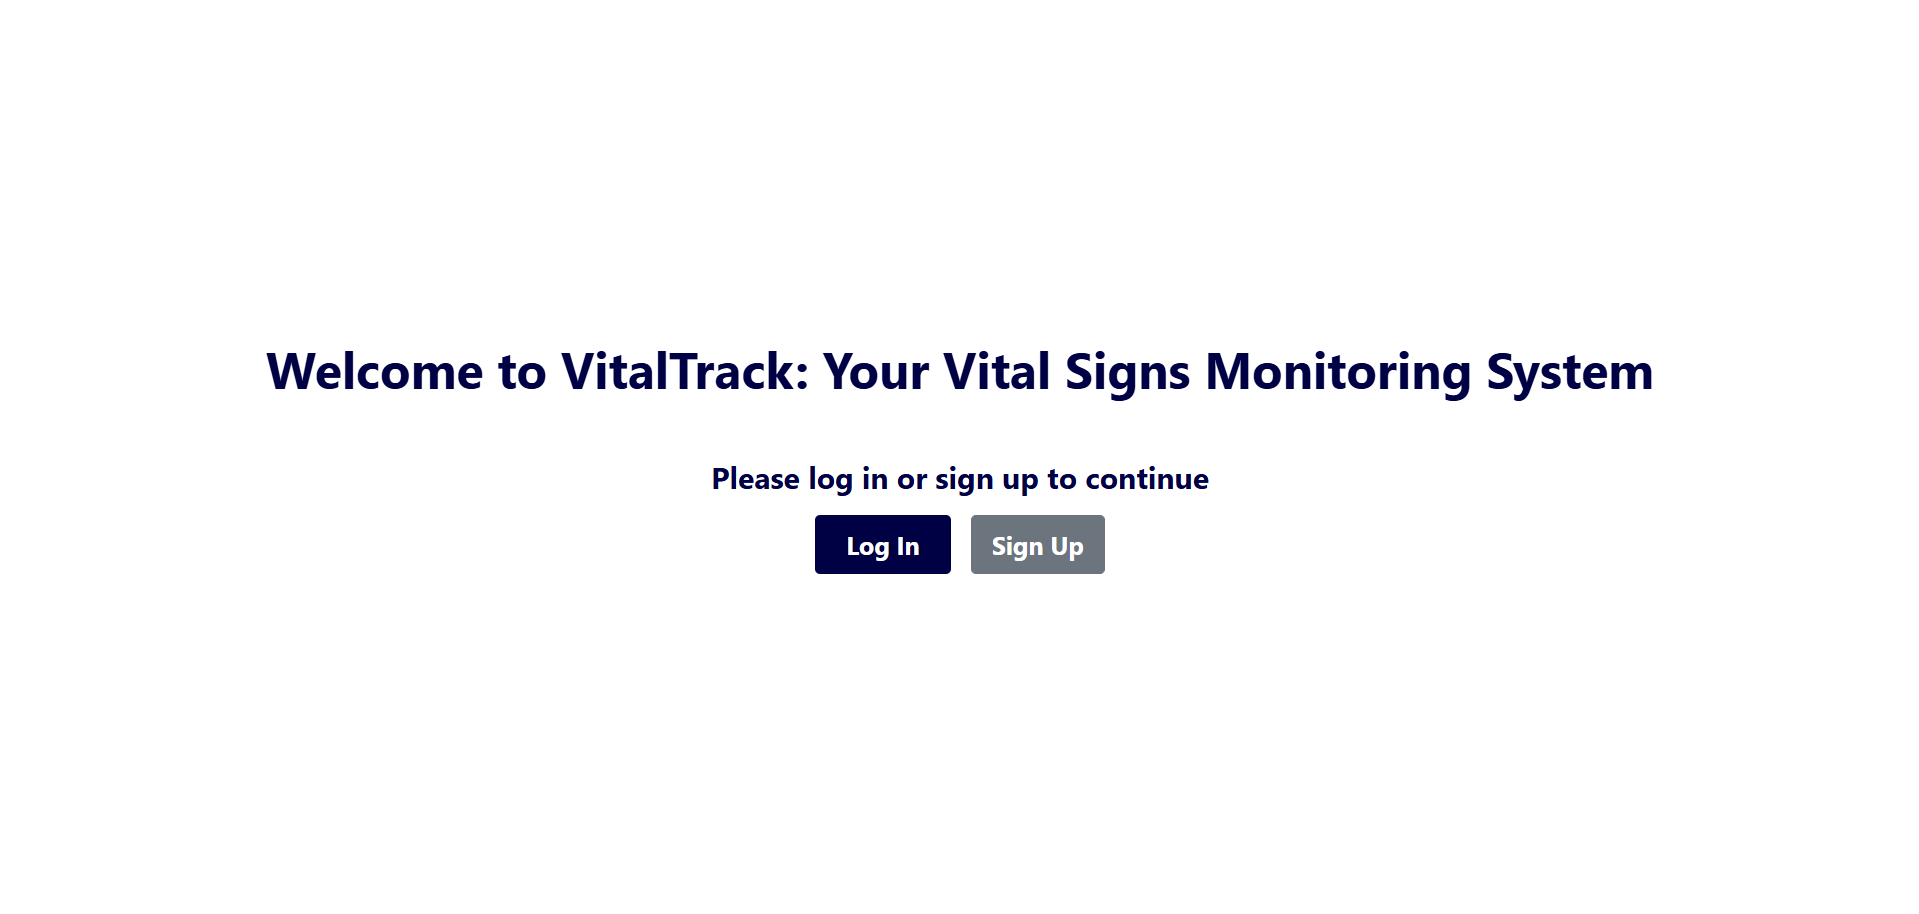 Welcome to VitalTrack: Your Vital Signs Monitoring System
Please log in or sign up to continue
Log In
Sign Up